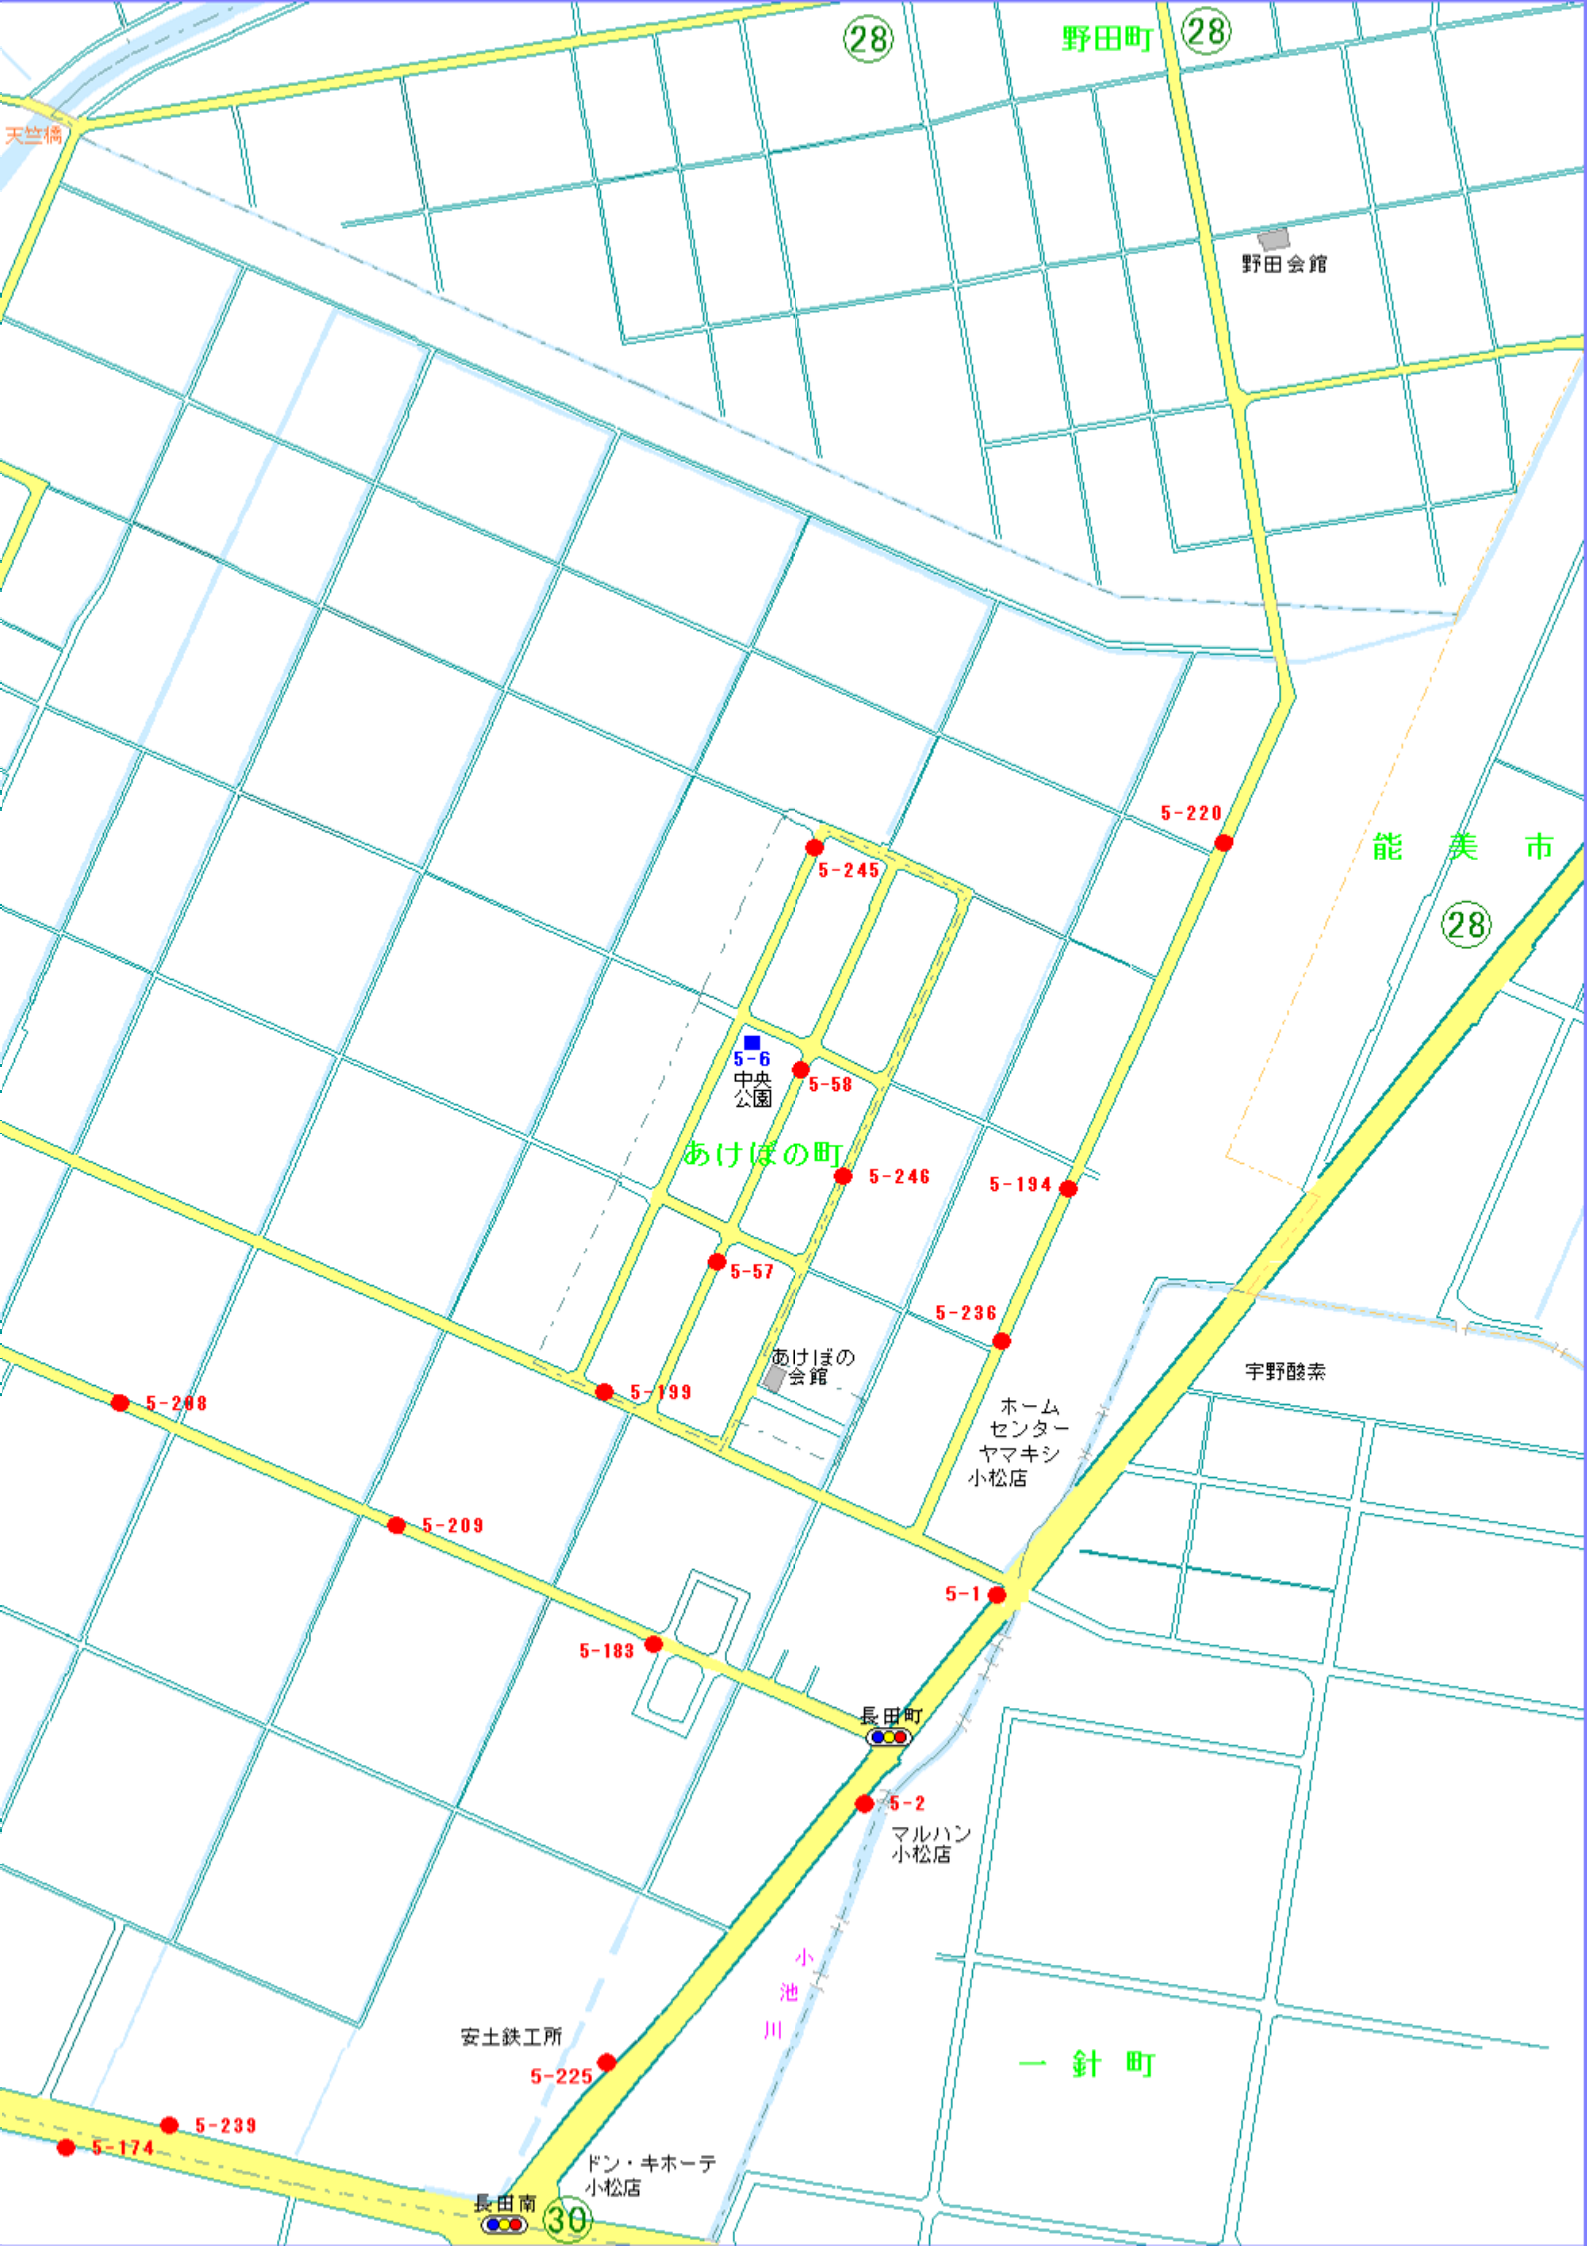 28
野田町
28
天竺橋
野田会館
5-220
能美市
5-245
28
5-6
中央
公園
5-58
あけぼの町
5-246
5-194
5-57
5-236
あけぼの
会館
宇野酸素
5-199
5-208
ホーム
センター
ヤマキシ
小松店
5-209
5-1
5-183
長田町
5-2
マルハン
小松店
小
池
川
安土鉄工所
5-225
一針町
5-239
5-174
ドン・キホーテ
小松店
長田南
30